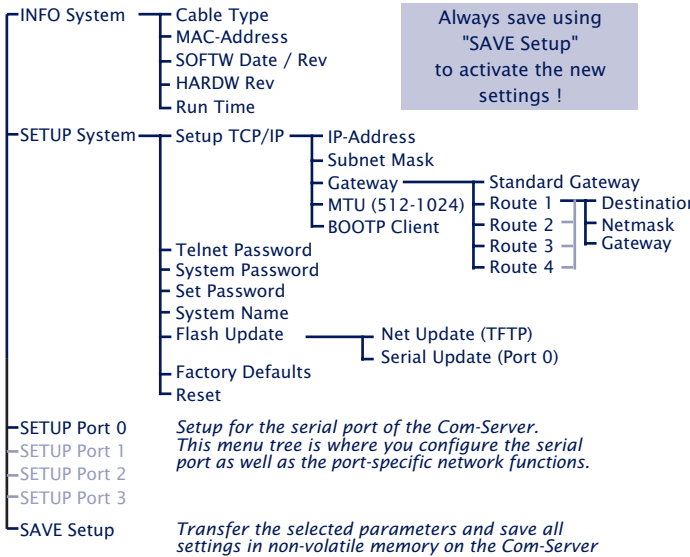 INFO System
Cable Type
MAC-Address
SOFTW Date / Rev
HARDW Rev
Run Time
Always save using
"SAVE Setup"
to activate the new
settings !
SETUP System
Setup TCP/IP
IP-Address
Subnet Mask
Gateway
Standard Gateway
MTU (512-1024)
Route 1
Destination
BOOTP Client
Route 2
Netmask
Route 3
Gateway
Route 4
Telnet Password
System Password
Set Password
System Name
Flash Update
Net Update (TFTP)
Serial Update (Port 0)
Factory Defaults
Reset
SETUP Port 0
Setup for the serial port of the Com-Server.
This menu tree is where you configure the serial
port as well as the port-specific network functions.
SETUP Port 1
SETUP Port 2
SETUP Port 3
SAVE Setup
Transfer the selected parameters and save all
settings in non-volatile memory on the Com-Server